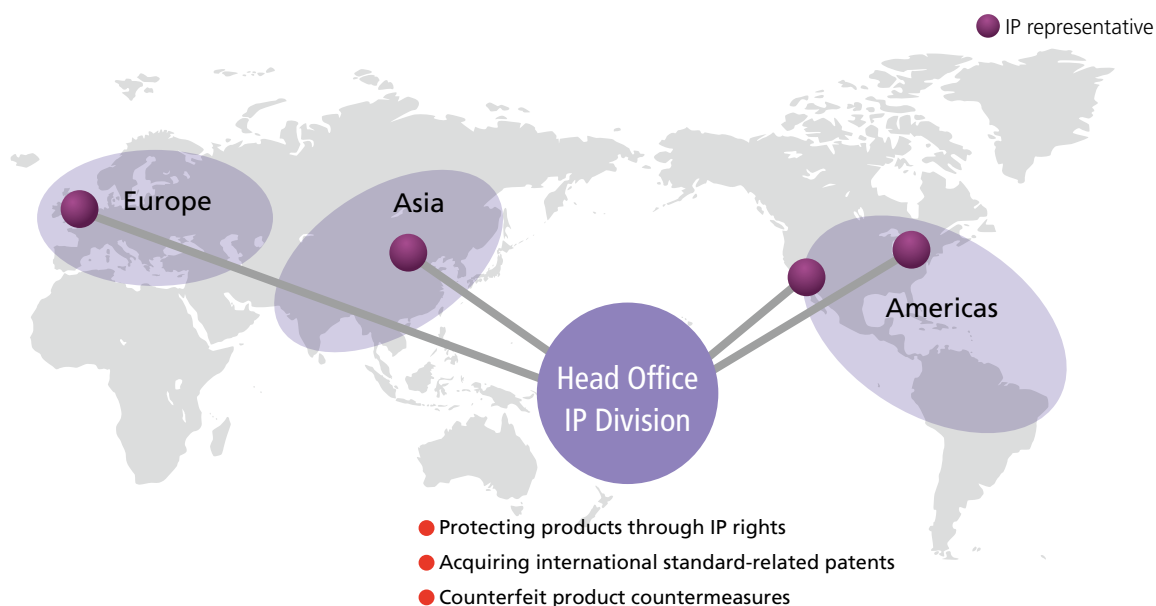 IP representative
Europe
Asia
Americas
Head Office
IP Division
Protecting products through IP rights
Acquiring international standard-related patents
Counterfeit product countermeasures